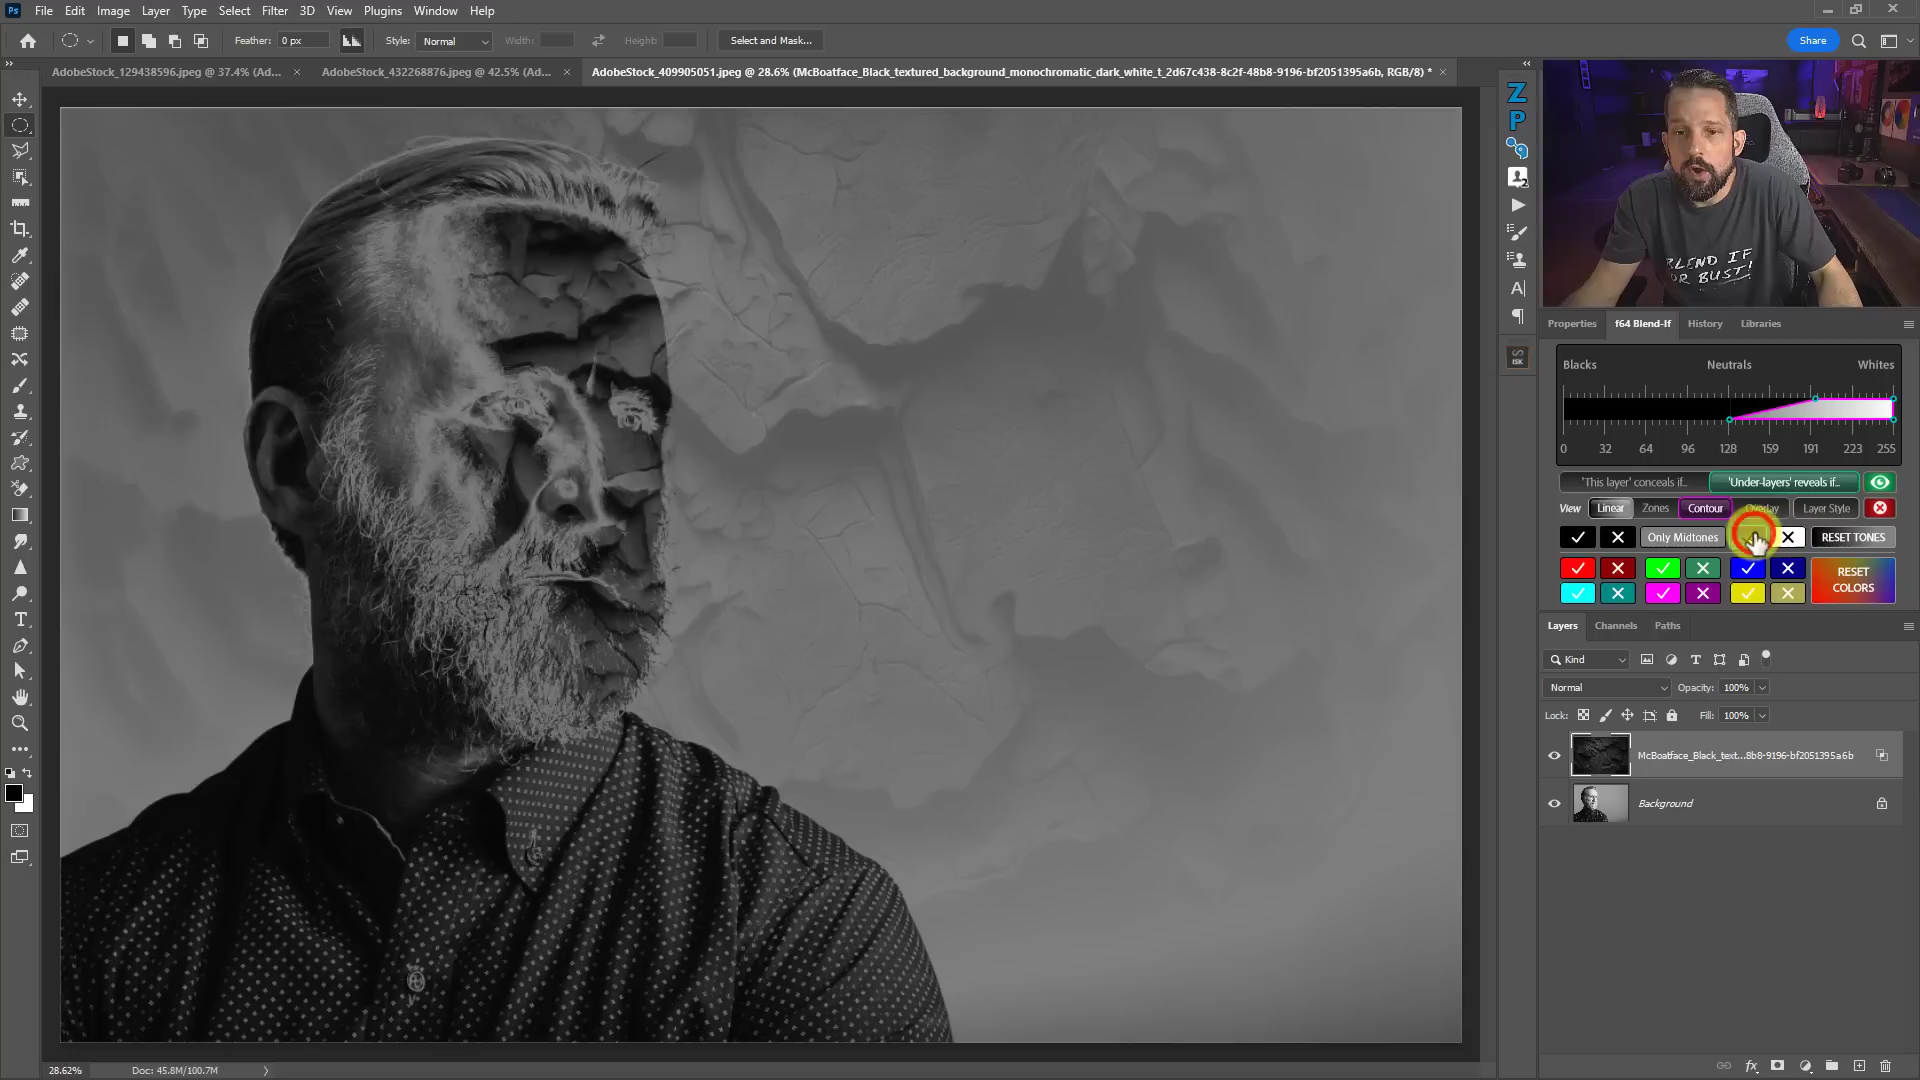 Ps File Edit Image Layer Type Select Filter 3D View Plugins Window Help
Feather: 0 px Style: Normal Width: Height: Select and Mask... Share
AdobeStock_129438596.jpeg @ 37.4% (Ad... × AdobeStock_432268876.jpeg @ 42.5% (Ad... × AdobeStock_409905051.jpeg @ 28.6% (McBoatface_Black_textured_background_monochromatic_dark_white_t_2d67c438-8c2f-48b8-9196-bf2051395a6b, RGB/8) * ×
Z
P
BLEND IF
OR BUST!
Properties f64 Blend-If History Libraries
Blacks Neutrals Whites
0 32 64 96 128 159 191 223 255
'This layer' conceals if.. 'Under-layers' reveals if...
View Linear Zones Contour Overlay Layer Style
Only Midtones RESET TONES
RESET
COLORS
Layers Channels Paths
Kind
Normal Opacity: 100%
Lock: Fill: 100%
McBoatface_Black_text...8b8-9196-bf2051395a6b
Background
28.62% Doc: 45.8M/100.7M